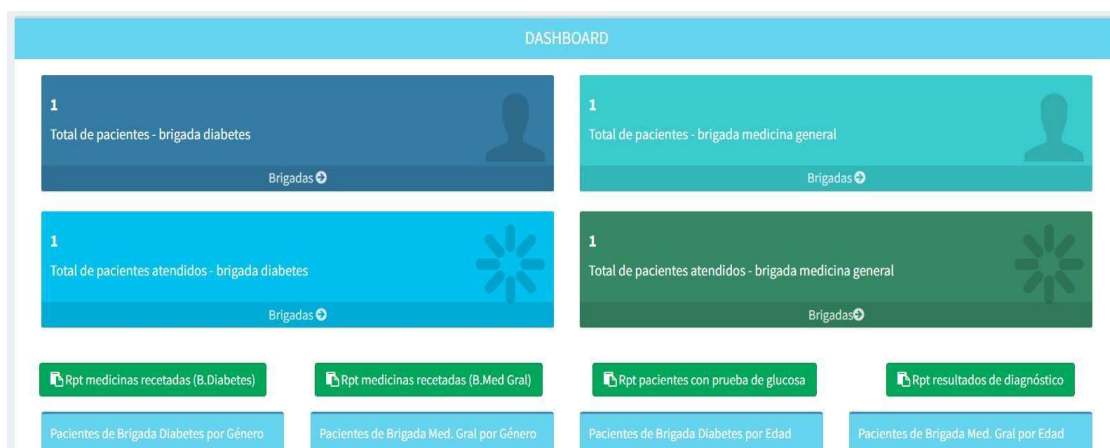 DASHBOARD
1
Total de pacientes - brigada diabetes
Brigadas
1
Total de pacientes - brigada medicina general
Brigadas
1
Total de pacientes atendidos - brigada diabetes
Brigadas
1
Total de pacientes atendidos - brigada medicina general
Brigadas
Rpt medicinas recetadas (B.Diabetes)
Rpt medicinas recetadas (B.Med Gral)
Rpt pacientes con prueba de glucosa
Rpt resultados de diagnóstico
Pacientes de Brigada Diabetes por Género
Pacientes de Brigada Med. Gral por Género
Pacientes de Brigada Diabetes por Edad
Pacientes de Brigada Med. Gral por Edad